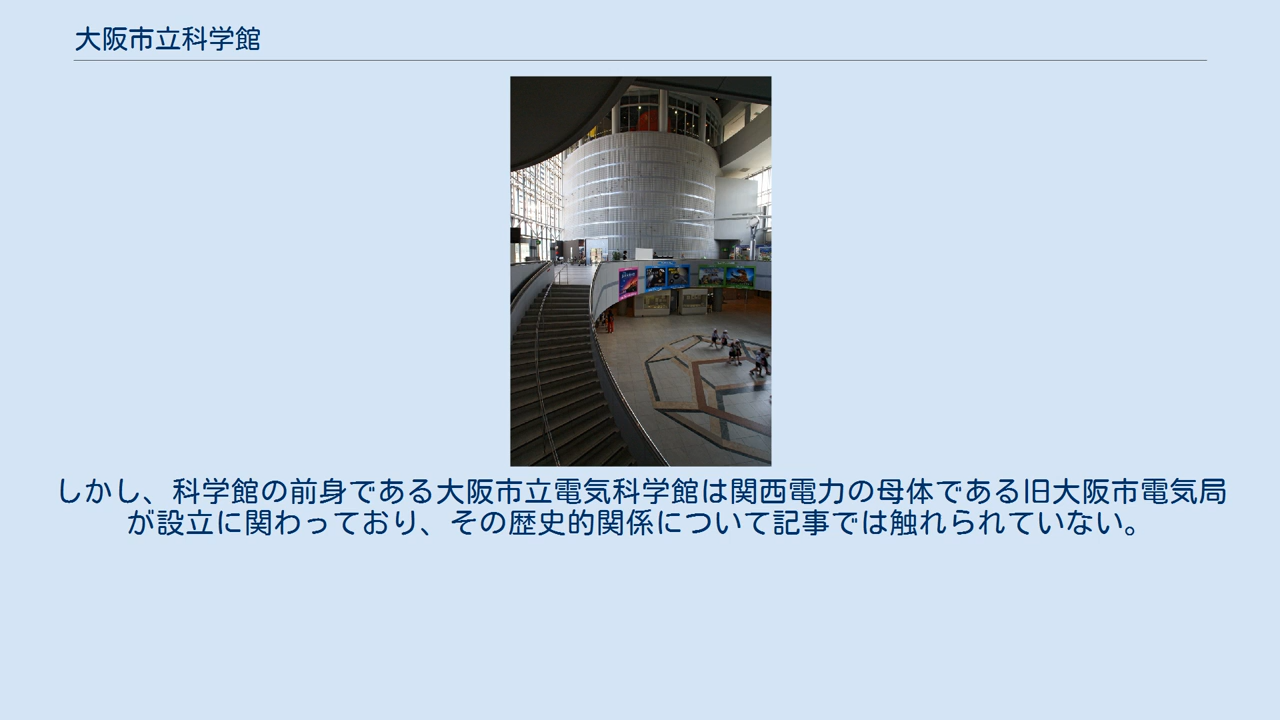 大阪市立科学館
しかし、科学館の前身である大阪市立電気科学館は関西電力の母体である旧大阪市電気局
が設立に関わっており、その歴史的関係について記事では触れられていない。